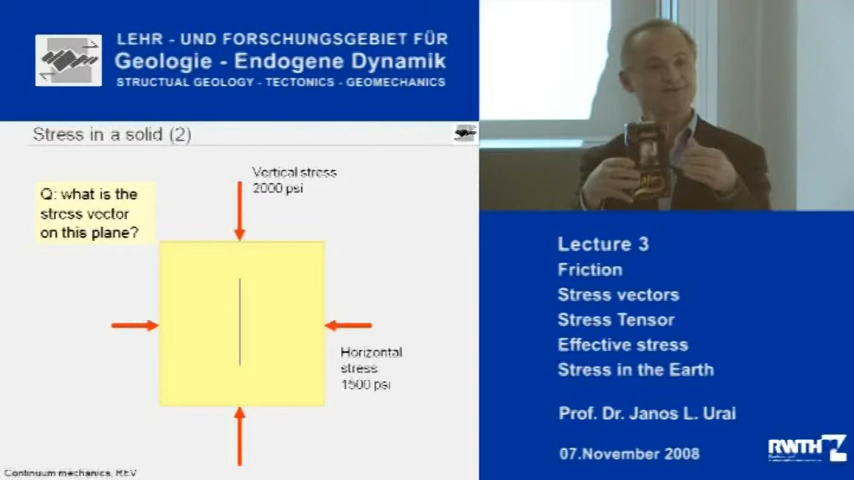 LEHR - UND FORSCHUNGSGEBIET FÜR
Geologie - Endogene Dynamik
STRUCTUAL GEOLOGY - TECTONICS - GEOMECHANICS
Stress in a solid (2)
Vertical stress
2000 psi
Q: what is the
stress vector
on this plane?
Horizontal
stress
1500 psi
Continuum mechanics, REV
Lecture 3
Friction
Stress vectors
Stress Tensor
Effective stress
Stress in the Earth
Prof. Dr. Janos L. Urai
07.November 2008
RWTH